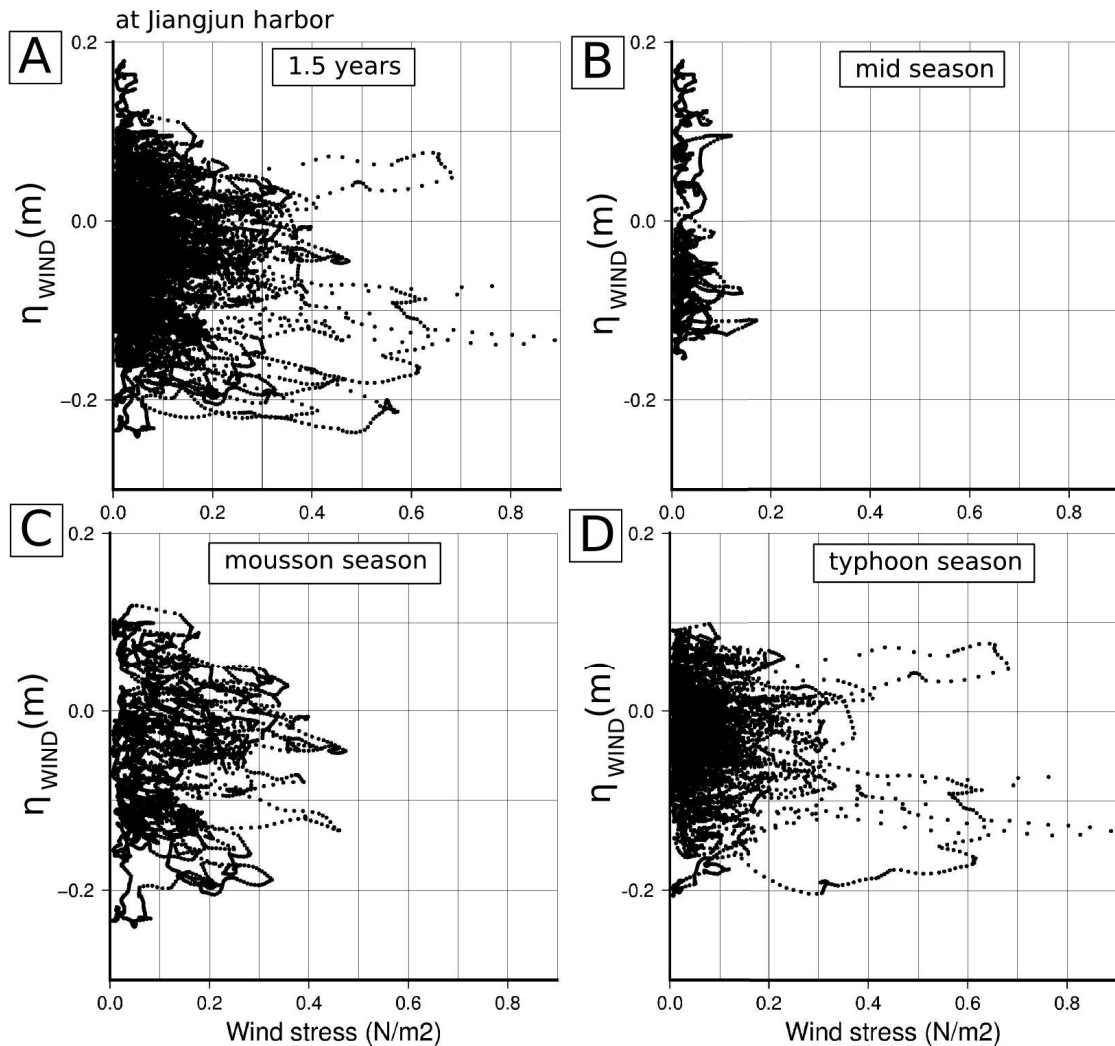 at Jiangjun harbor
A
1.5 years
0.2
0.0
−0.2
η WIND (m)
0.0 0.2 0.4 0.6 0.8
B
mid season
0.2
0.0
-0.2
η WIND (m)
0.0 0.2 0.4 0.6 0.8
C
mousson season
0.2
0.0
−0.2
η WIND (m)
0.0 0.2 0.4 0.6 0.8
Wind stress (N/m2)
D
typhoon season
0.2
0.0
−0.2
η WIND (m)
0.0 0.2 0.4 0.6 0.8
Wind stress (N/m2)